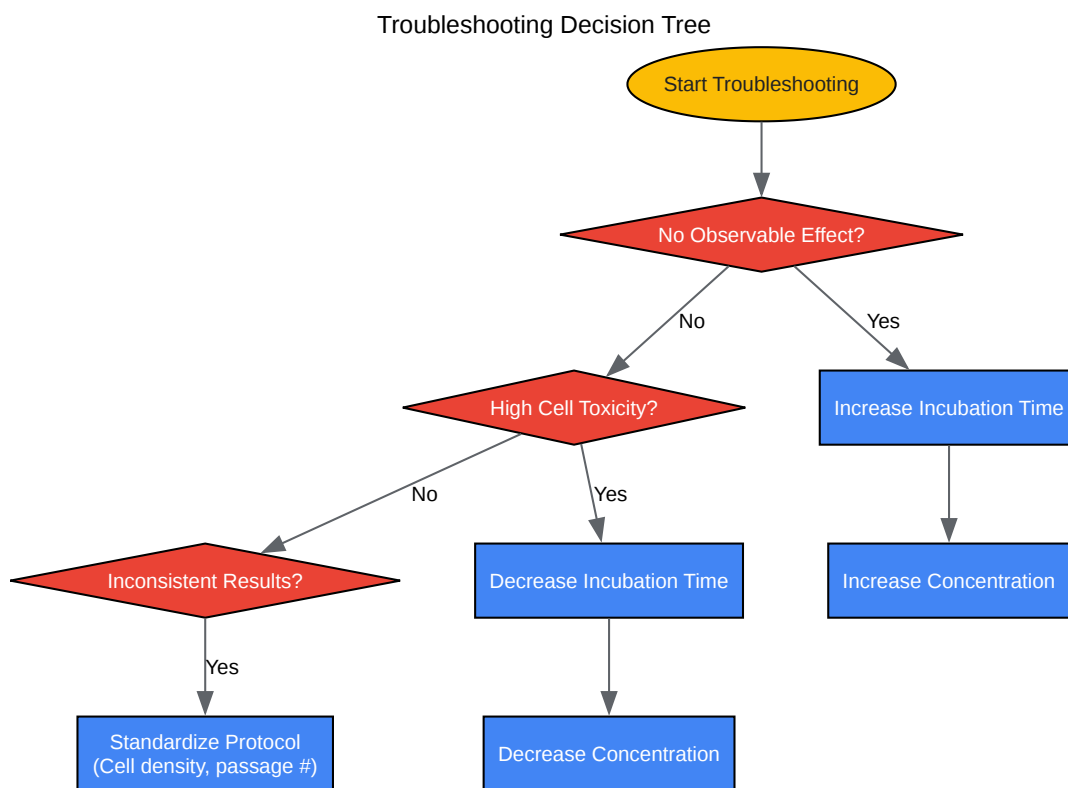 Troubleshooting Decision Tree
Start Troubleshooting
No Observable Effect?
No
Yes
High Cell Toxicity?
Increase Incubation Time
No
Yes
Inconsistent Results?
Decrease Incubation Time
Increase Concentration
Yes
Standardize Protocol
(Cell density, passage #)
Decrease Concentration